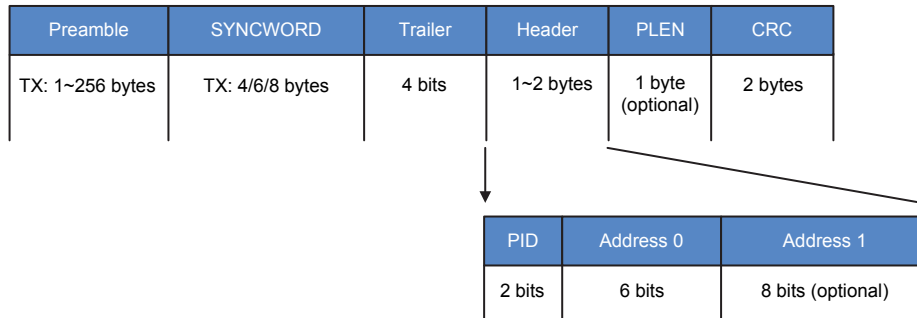 Preamble SYNCWORD Trailer Header PLEN CRC
TX: 1~256 bytes TX: 4/6/8 bytes 4 bits 1~2 bytes 1 byte 2 bytes
(optional)
PID Address 0 Address 1
2 bits 6 bits 8 bits (optional)